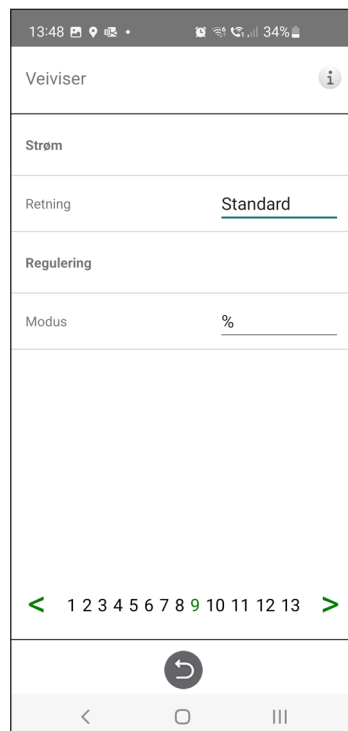 13:48 34%
Veiviser i
Strøm
Retning Standard
Regulering
Modus %
< 1 2 3 4 5 6 7 8 9 10 11 12 13 >